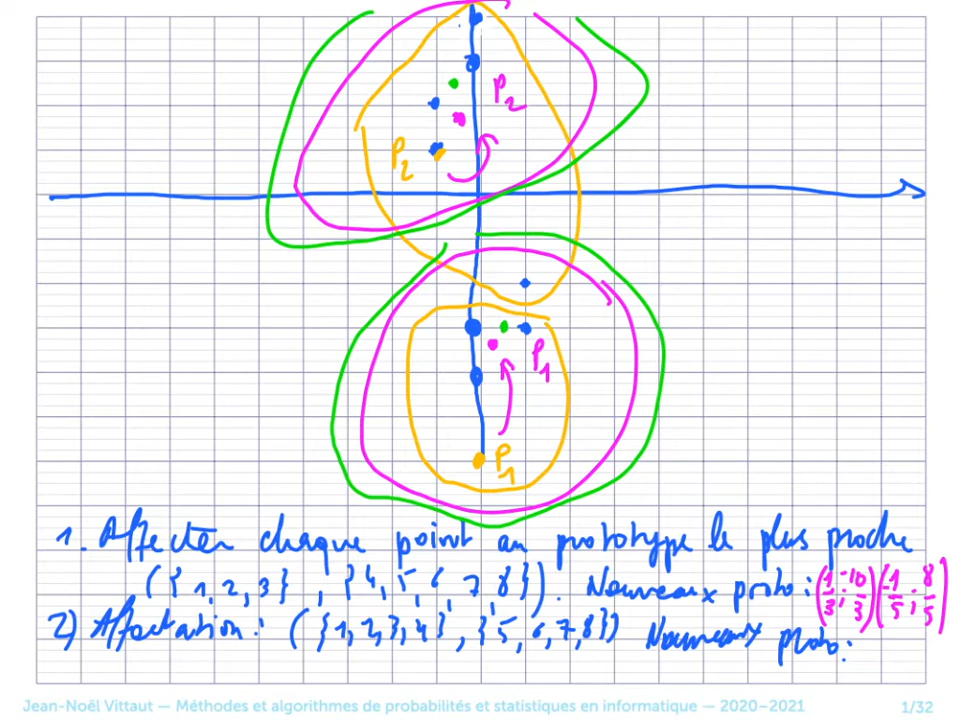 P2
P2
P1
P1
1. Affecter chaque point au prototype le plus proche
({1, 2, 3} , {4, 5, 6, 7, 8}). Nouveaux proto : (1/3 ; -10/3) (-1/5 ; 8/5)
2) Affectation : ({1, 2, 3, 4} , {5, 6, 7, 8}) Nouveaux proto :
Jean-Noël Vittaut — Méthodes et algorithmes de probabilités et statistiques en informatique — 2020–2021 1/32